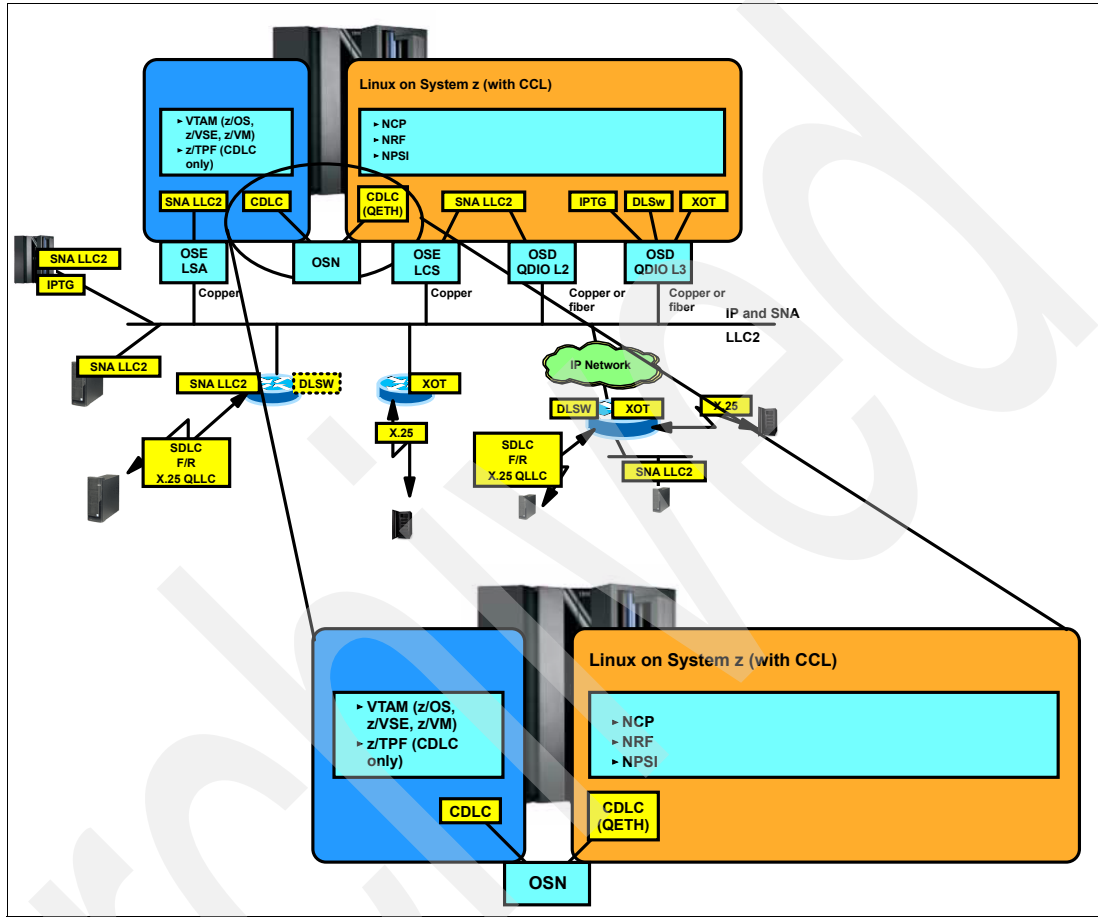 Linux on System z (with CCL)
► VTAM (z/OS,
z/VSE, z/VM)
► z/TPF (CDLC
only)
► NCP
► NRF
► NPSI
SNA LLC2
CDLC
CDLC
(QETH)
SNA LLC2
IPTG
DLSw
XOT
OSE
LSA
OSN
OSE
LCS
OSD
QDIO L2
OSD
QDIO L3
SNA LLC2
IPTG
Copper
Copper
Copper or
fiber
Copper or
fiber
IP and SNA
LLC2
SNA LLC2
SNA LLC2
DLSW
XOT
IP Network
DLSW
XOT
X.25
X.25
SDLC
F/R
X.25 QLLC
SDLC
F/R
X.25 QLLC
SNA LLC2
Linux on System z (with CCL)
► VTAM (z/OS,
z/VSE, z/VM)
► z/TPF (CDLC
only)
► NCP
► NRF
► NPSI
CDLC
CDLC
(QETH)
OSN
rchived